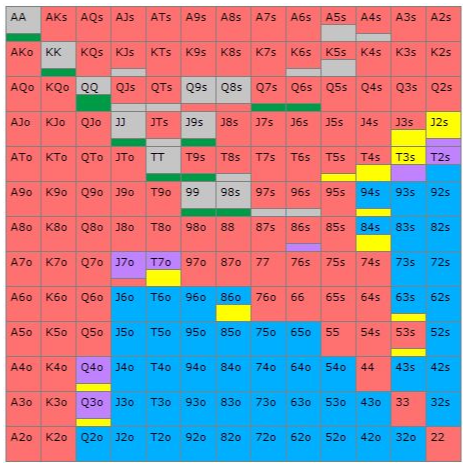 AA AKs AQs AJs ATs A9s A8s A7s A6s A5s A4s A3s A2s
AKo KK KQs KJs KTs K9s K8s K7s K6s K5s K4s K3s K2s
AQo KQo QQ QJs QTs Q9s Q8s Q7s Q6s Q5s Q4s Q3s Q2s
AJo KJo QJo JJ JTs J9s J8s J7s J6s J5s J4s J3s J2s
ATo KTo QTo JTo TT T9s T8s T7s T6s T5s T4s T3s T2s
A9o K9o Q9o J9o T9o 99 98s 97s 96s 95s 94s 93s 92s
A8o K8o Q8o J8o T8o 98o 88 87s 86s 85s 84s 83s 82s
A7o K7o Q7o J7o T7o 97o 87o 77 76s 75s 74s 73s 72s
A6o K6o Q6o J6o T6o 96o 86o 76o 66 65s 64s 63s 62s
A5o K5o Q5o J5o T5o 95o 85o 75o 65o 55 54s 53s 52s
A4o K4o Q4o J4o T4o 94o 84o 74o 64o 54o 44 43s 42s
A3o K3o Q3o J3o T3o 93o 83o 73o 63o 53o 43o 33 32s
A2o K2o Q2o J2o T2o 92o 82o 72o 62o 52o 42o 32o 22